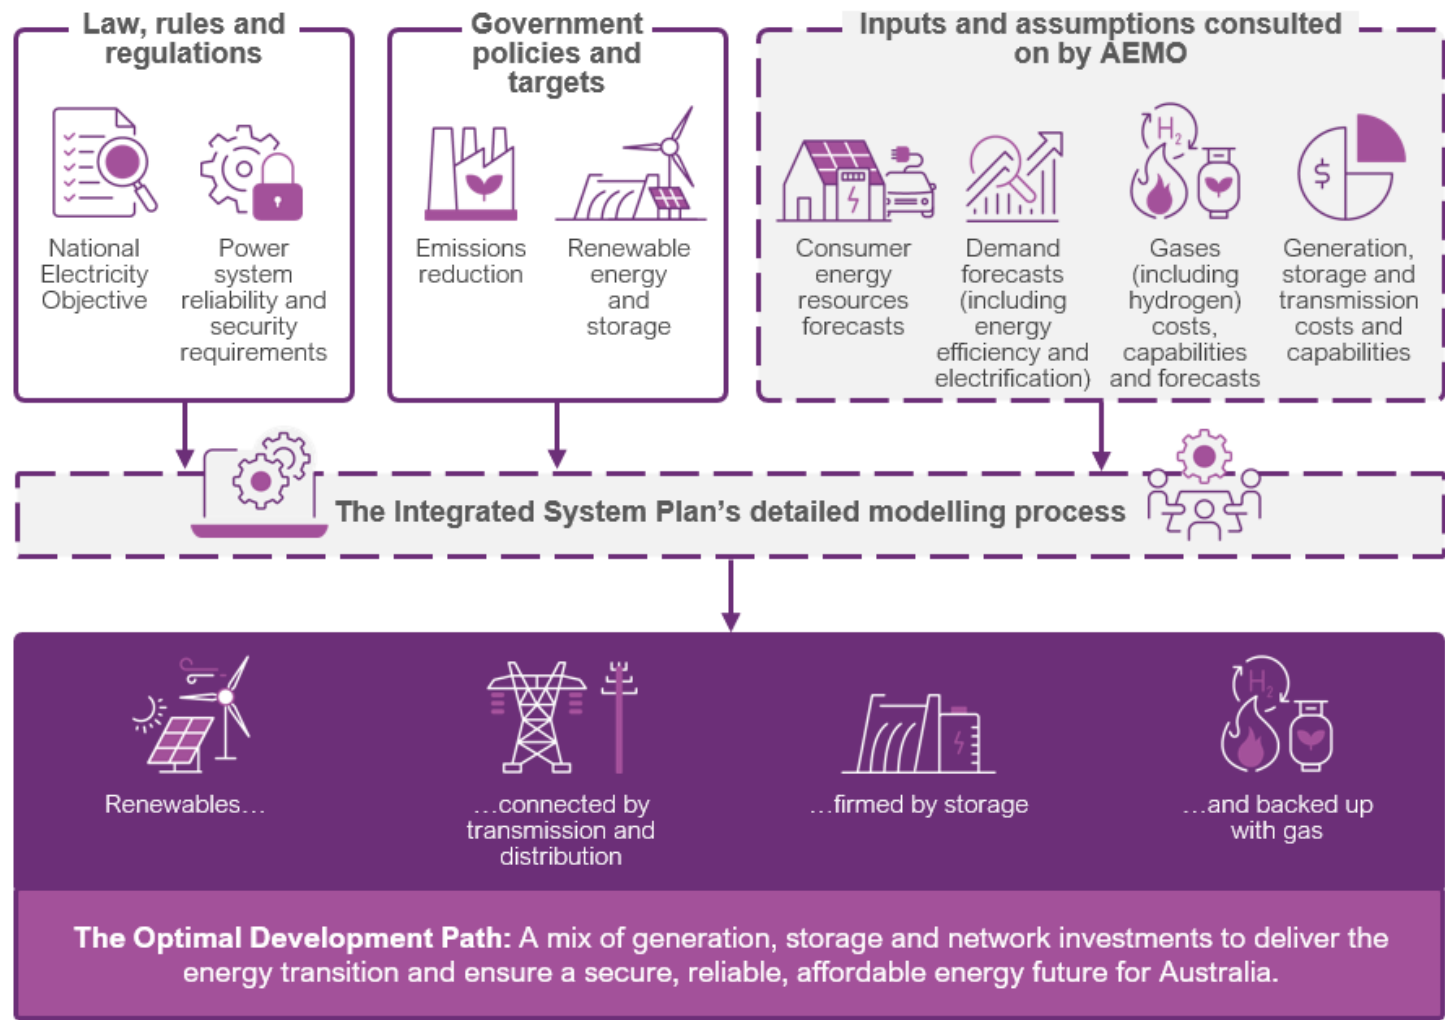 Law, rules and
regulations
National
Electricity
Objective
Power
system
reliability and
security
requirements
Government
policies and
targets
Emissions
reduction
Renewable
energy
and
storage
Inputs and assumptions consulted
on by AEMO
H2
$
Consumer
energy
resources
forecasts
Demand
forecasts
(including
energy
efficiency and
electrification)
Gases
(including
hydrogen)
costs,
capabilities
and forecasts
Generation,
storage and
transmission
costs and
capabilities
The Integrated System Plan's detailed modelling process
H2
Renewables…
…connected by
transmission and
distribution
…firmed by storage
…and backed up
with gas
The Optimal Development Path: A mix of generation, storage and network investments to deliver the
energy transition and ensure a secure, reliable, affordable energy future for Australia.